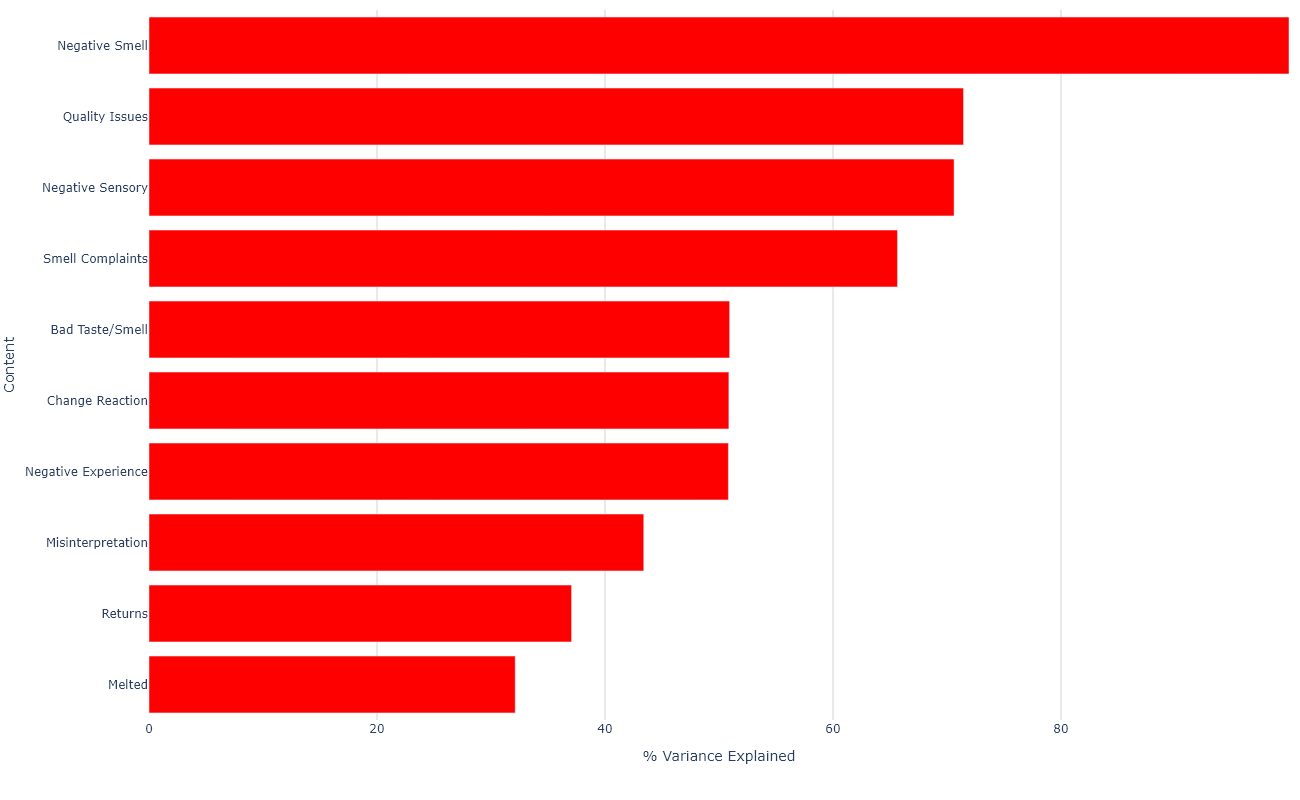 Negative Smell
Quality Issues
Negative Sensory
Smell Complaints
Bad Taste/Smell
Change Reaction
Negative Experience
Misinterpretation
Returns
Melted
Content
0 20 40 60 80
% Variance Explained